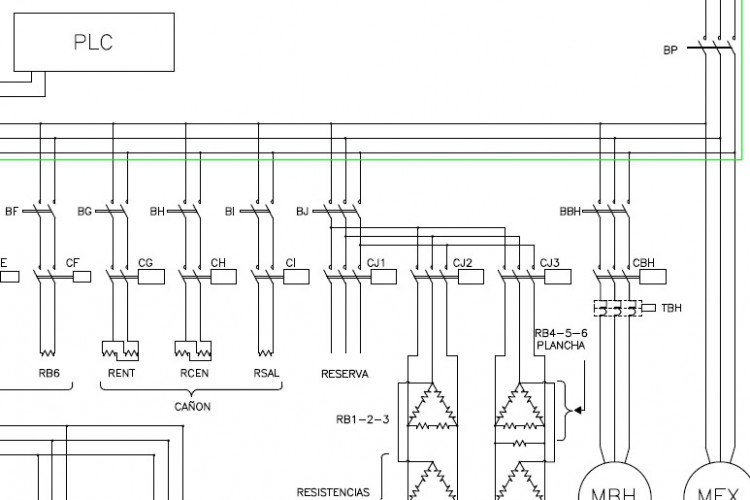 PLC
BP
BF
BG
BH
BI
BJ
BBH
E
CF
CG
CH
CI
CJ1
CJ2
CJ3
CBH
TBH
RB4-5-6
PLANCHA
RB6
RENT
RCEN
RSAL
RESERVA
CAÑON
RB1-2-3
RESISTENCIAS
MBH
MEX